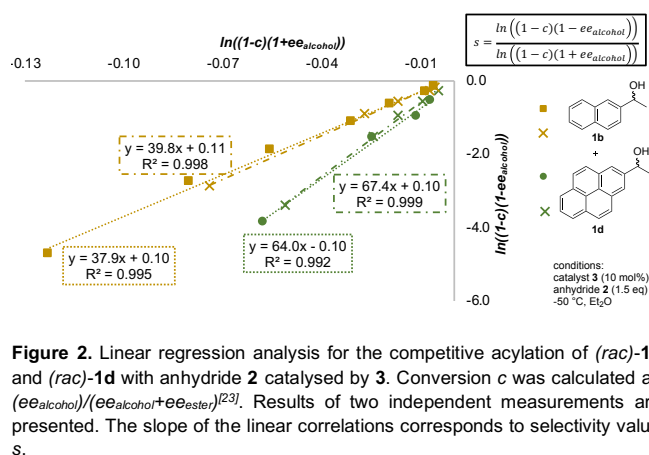 ln((1-c)(1+ee_alcohol))
s = ln((1 − c)(1 − ee_alcohol)) / ln((1 − c)(1 + ee_alcohol))
-0.13 -0.10 -0.07 -0.04 -0.01
0.0
-2.0
-4.0
-6.0
ln((1-c)(1-ee_alcohol))
y = 39.8x + 0.11
R² = 0.998
y = 67.4x + 0.10
R² = 0.999
y = 37.9x + 0.10
R² = 0.995
y = 64.0x - 0.10
R² = 0.992
OH
1b
+
OH
1d
conditions:
catalyst 3 (10 mol%)
anhydride 2 (1.5 eq)
-50 °C, Et₂O
Figure 2. Linear regression analysis for the competitive acylation of (rac)-1
and (rac)-1d with anhydride 2 catalysed by 3. Conversion c was calculated a
(ee_alcohol)/(ee_alcohol+ee_ester)[23]. Results of two independent measurements ar
presented. The slope of the linear correlations corresponds to selectivity valu
s.